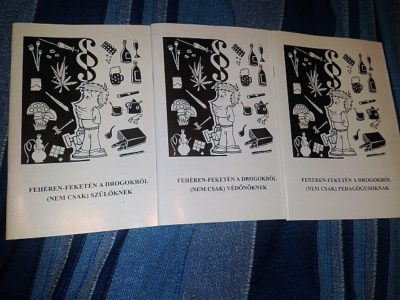 FEHÉREN-FEKETÉN A DROGOKRÓL
(NEM CSAK) SZÜLŐKNEK
FEHÉREN-FEKETÉN A DROGOKRÓL
(NEM CSAK) VÉDŐNŐKNEK
FEHÉREN-FEKETÉN A DROGOKRÓL
(NEM CSAK) PEDAGÓGUSOKNAK